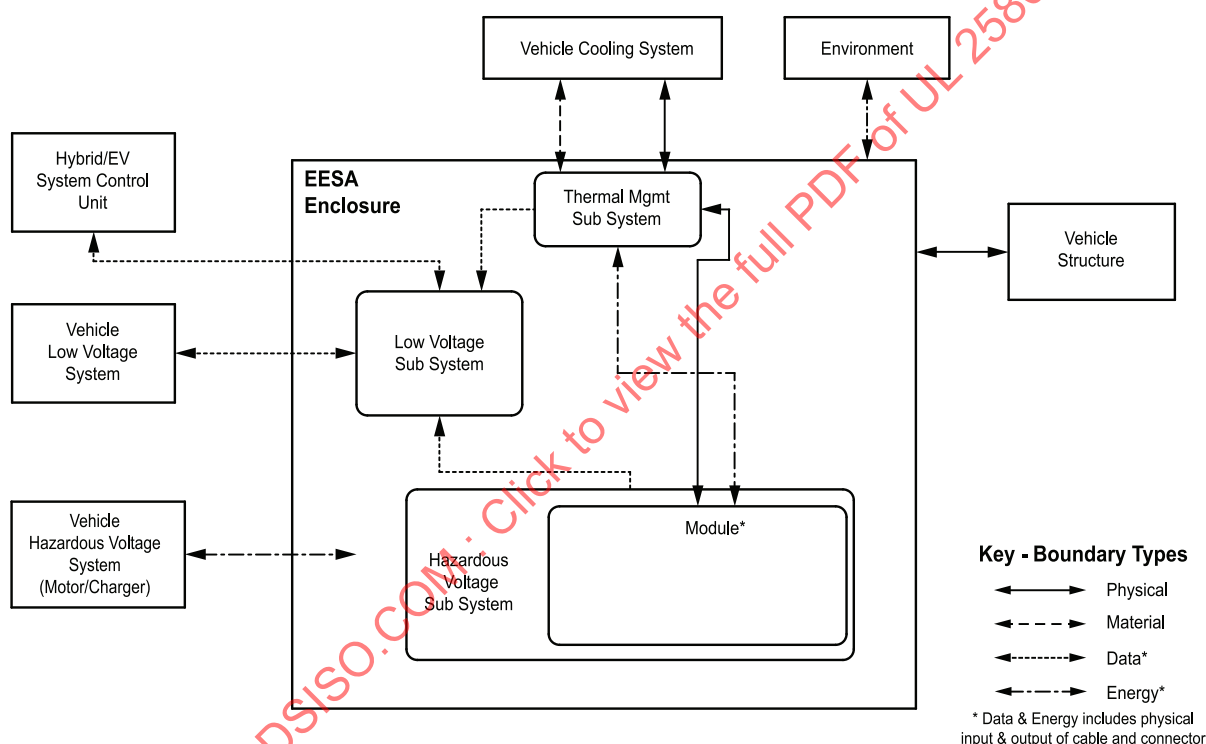 Vehicle Cooling System
Environment
Hybrid/EV
System Control
Unit
EESA
Enclosure
Thermal Mgmt
Sub System
Vehicle
Structure
Vehicle
Low Voltage
System
Low Voltage
Sub System
Vehicle
Hazardous Voltage
System
(Motor/Charger)
Module*
Hazardous
Voltage
Sub System
Key - Boundary Types
Physical
Material
Data*
Energy*
* Data & Energy includes physical
input & output of cable and connector
DSISO.COM : Click to view the full PDF of UL